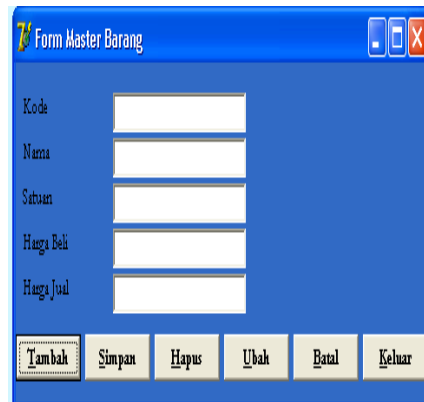 Form Master Barang
Kode
Nama
Satuan
Harga Beli
Harga Jual
Tambah Simpan Hapus Ubah Batal Keluar